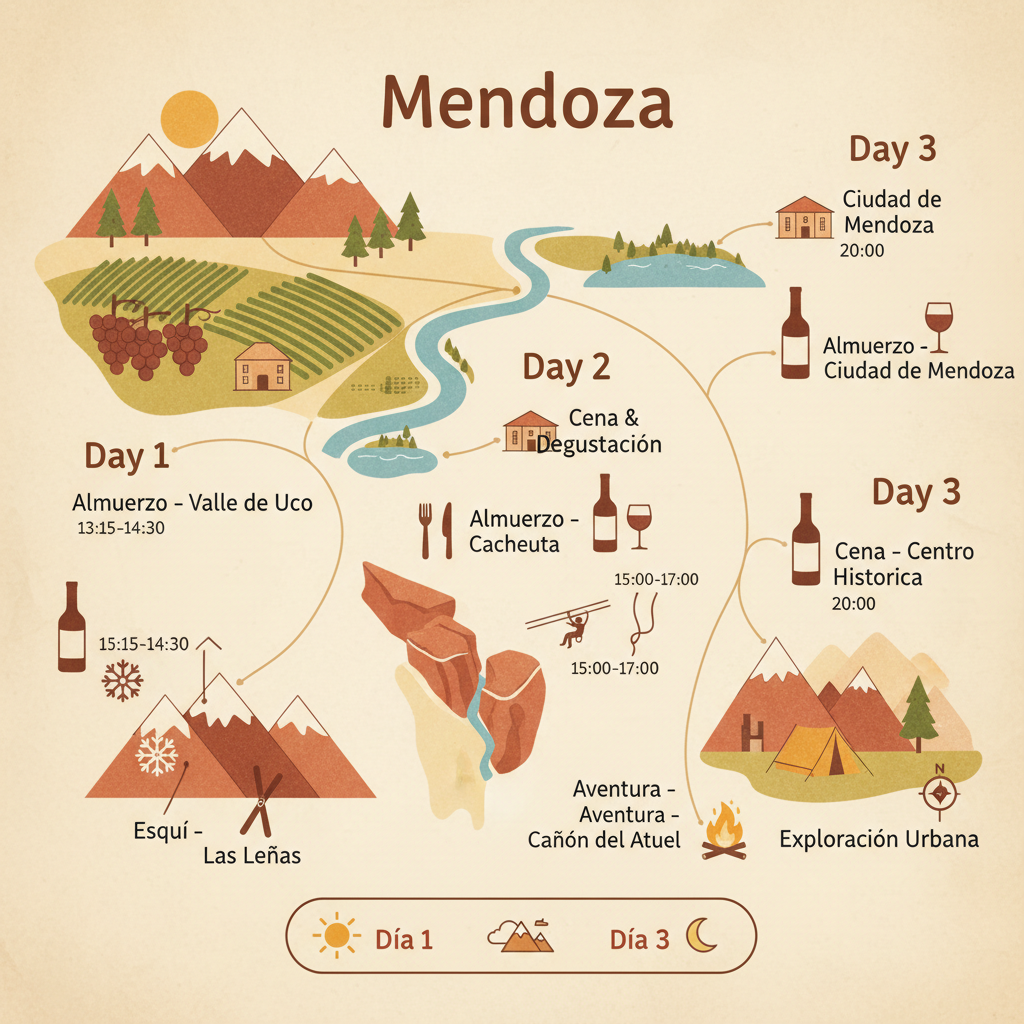 Mendoza
Day 3
Ciudad de
Mendoza
20:00
Almuerzo -
Ciudad de Mendoza
Day 2
Cena &
Degustación
Day 1
Almuerzo - Valle de Uco
13:15-14:30
Almuerzo -
Cacheuta
15:00-17:00
15:00-17:00
Day 3
Cena - Centro
Historica
20:00
15:15-14:30
Esquí -
Las Leñas
Aventura -
Aventura -
Cañón del Atuel
N
Exploración Urbana
Día 1
Día 3